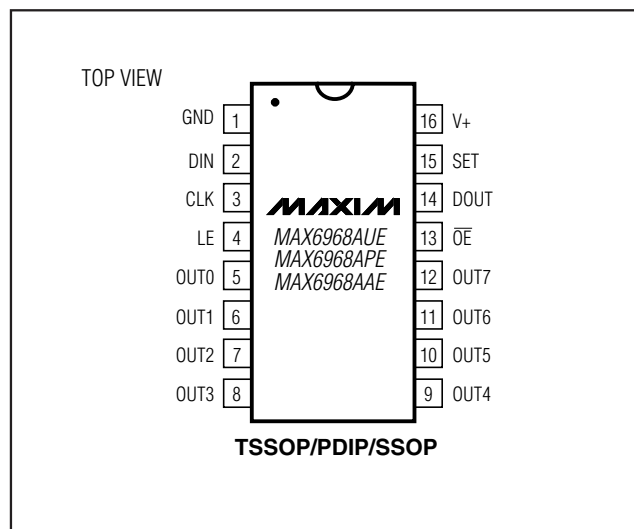 TOP VIEW
GND 1
DIN 2
CLK 3
LE 4
OUT0 5
OUT1 6
OUT2 7
OUT3 8
MAXIM
MAX6968AUE
MAX6968APE
MAX6968AAE
16 V+
15 SET
14 DOUT
13 O̅E̅
12 OUT7
11 OUT6
10 OUT5
9 OUT4
TSSOP/PDIP/SSOP